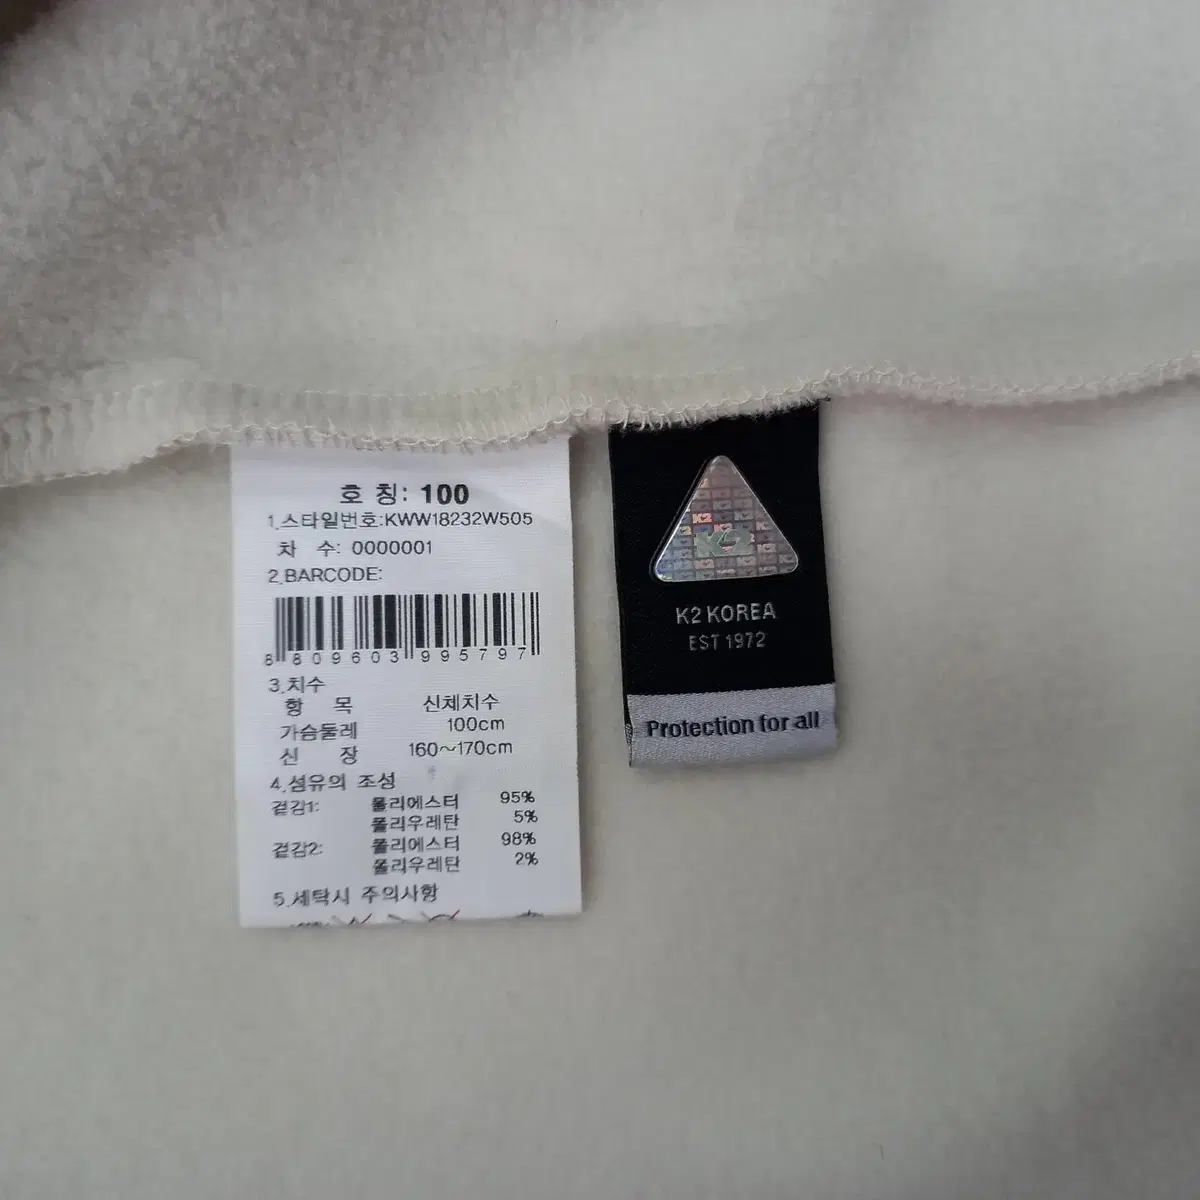 호 칭: 100
1.스타일번호:KWW18232W505
차 수: 0000001
2.BARCODE:
8 809603 995797
3.치수
항 목 신체치수
가슴둘레 100cm
신 장 160~170cm
4.섬유의 조성
겉감1: 폴리에스터 95%
폴리우레탄 5%
겉감2: 폴리에스터 98%
폴리우레탄 2%
5.세탁시 주의사항
K2
K2 KOREA
EST 1972
Protection for all